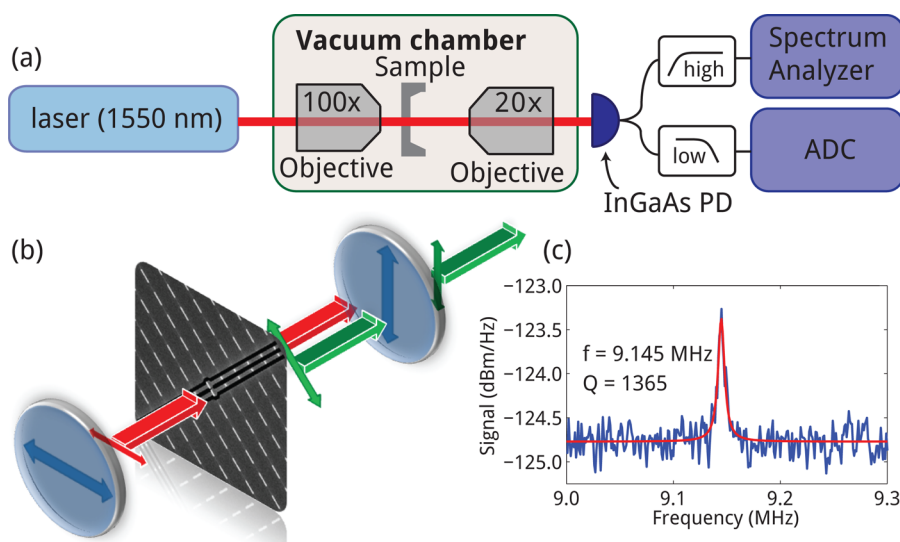 (a)
laser (1550 nm)
Vacuum chamber
Sample
100x
20x
Objective
Objective
InGaAs PD
high
low
Spectrum
Analyzer
ADC
(b)
(c)
−123.0
−123.5
−124.0
−124.6
−125.0
Signal (dBm/Hz)
f = 9.145 MHz
Q = 1365
9.0
9.1
9.2
9.3
Frequency (MHz)